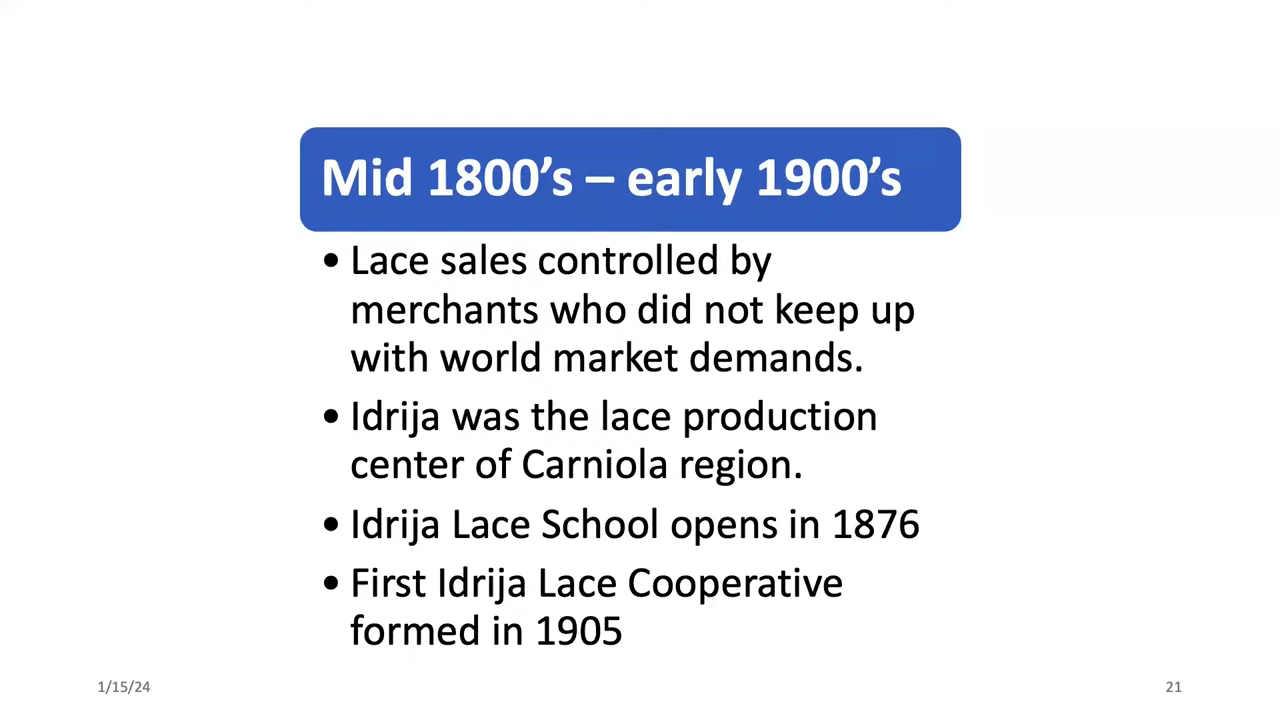 Mid 1800’s – early 1900’s
• Lace sales controlled by
merchants who did not keep up
with world market demands.
• Idrija was the lace production
center of Carniola region.
• Idrija Lace School opens in 1876
• First Idrija Lace Cooperative
formed in 1905
1/15/24
21